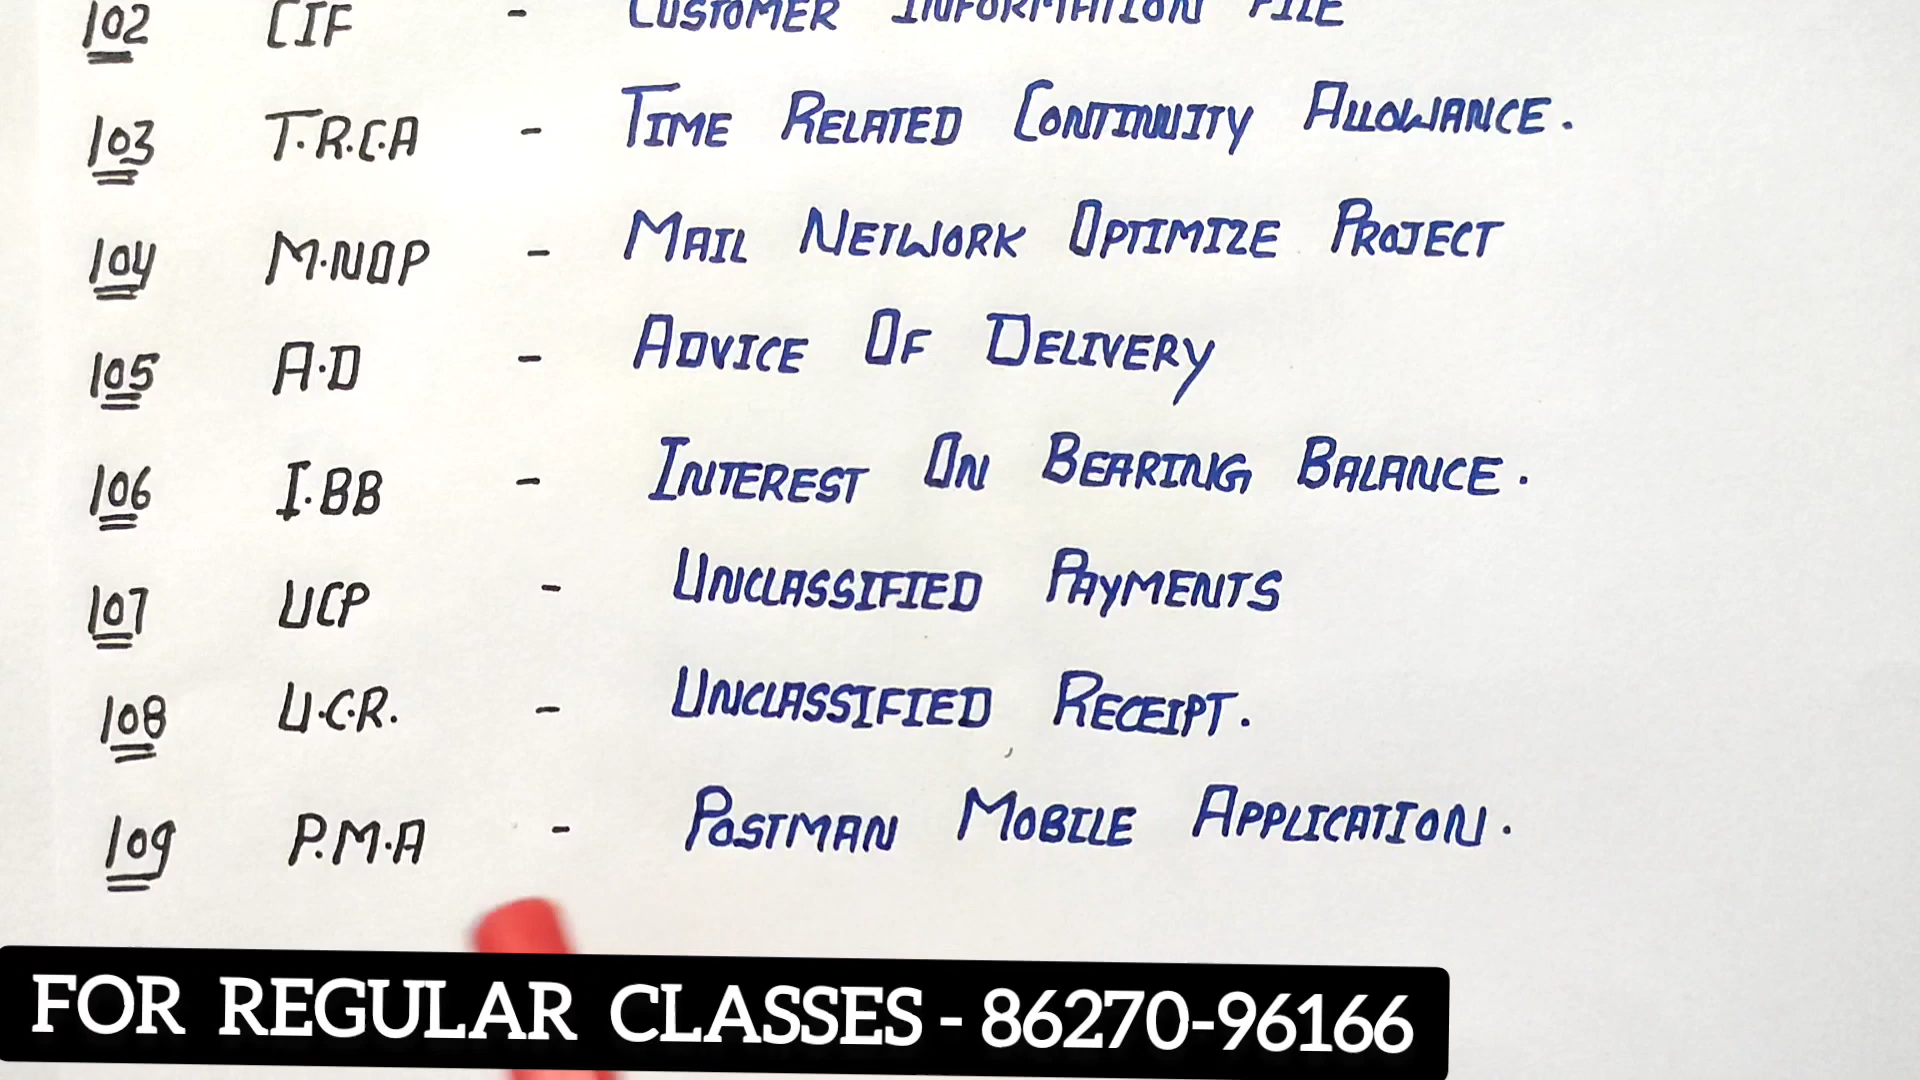 102 CIF - CUSTOMER INFORMATION FILE
103 T.R.C.A - TIME RELATED CONTINUITY ALLOWANCE.
104 M.NOP - MAIL NETWORK OPTIMIZE PROJECT
105 A.D - ADVICE OF DELIVERY
106 I.BB - INTEREST ON BEARING BALANCE.
107 UCP - UNCLASSIFIED PAYMENTS
108 U.C.R. - UNCLASSIFIED RECEIPT.
109 P.M.A - POSTMAN MOBILE APPLICATION.
FOR REGULAR CLASSES - 86270-96166